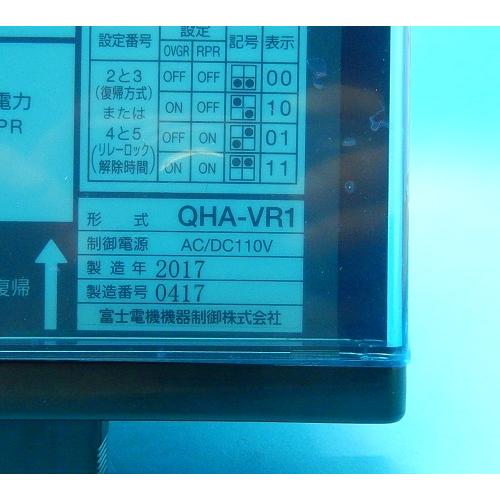 設定
設定番号 OVGR RPR 記号 表示
2と3 OFF OFF 00
(復帰方式)
または ON OFF 10
4と5 OFF ON 01
(リレーロック)
解除時間) ON ON 11
電力
PR
復帰
形 式 QHA-VR1
制御電源 AC/DC110V
製造年 2017
製造番号 0417
富士電機機器制御株式会社